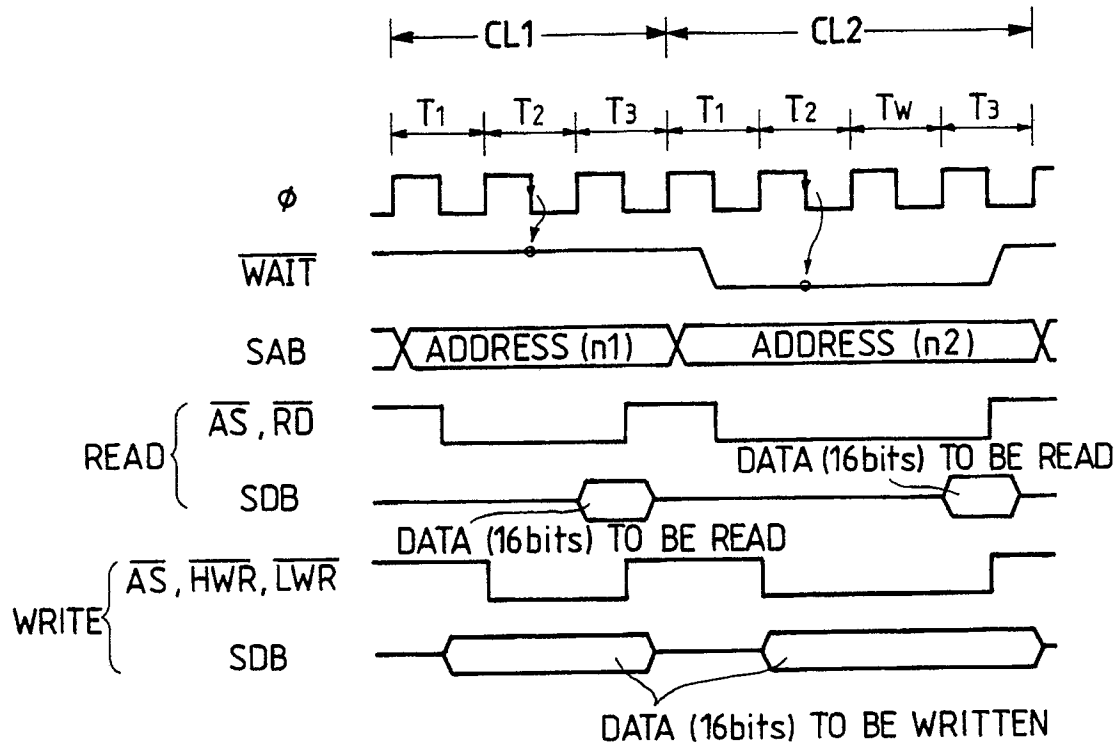 CL1 CL2
T1 T2 T3 T1 T2 TW T3
φ
WAIT
SAB ADDRESS (n1) ADDRESS (n2)
AS, RD
READ
DATA (16bits) TO BE READ
SDB
DATA (16bits) TO BE READ
AS, HWR, LWR
WRITE
SDB
DATA (16bits) TO BE WRITTEN